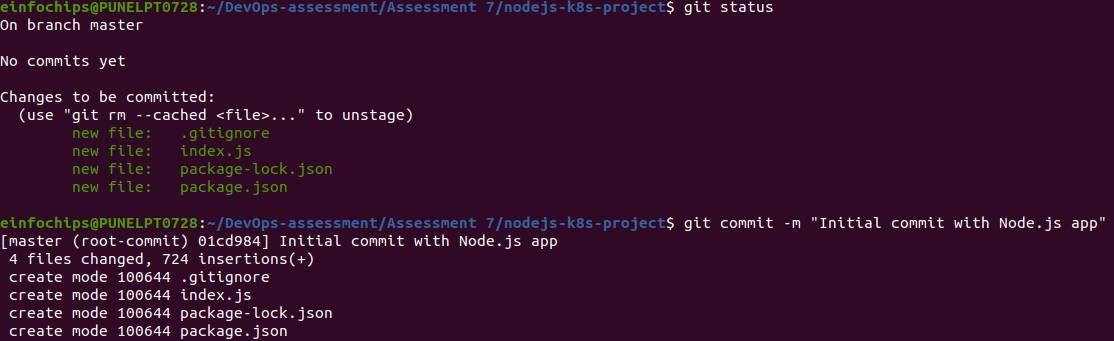 einfochips@PUNELPT0728:~/DevOps-assessment/Assessment 7/nodejs-k8s-project$ git status
On branch master
No commits yet
Changes to be committed:
(use "git rm --cached <file>..." to unstage)
new file:   .gitignore
new file:   index.js
new file:   package-lock.json
new file:   package.json
einfochips@PUNELPT0728:~/DevOps-assessment/Assessment 7/nodejs-k8s-project$ git commit -m "Initial commit with Node.js app"
[master (root-commit) 01cd984] Initial commit with Node.js app
4 files changed, 724 insertions(+)
create mode 100644 .gitignore
create mode 100644 index.js
create mode 100644 package-lock.json
create mode 100644 package.json